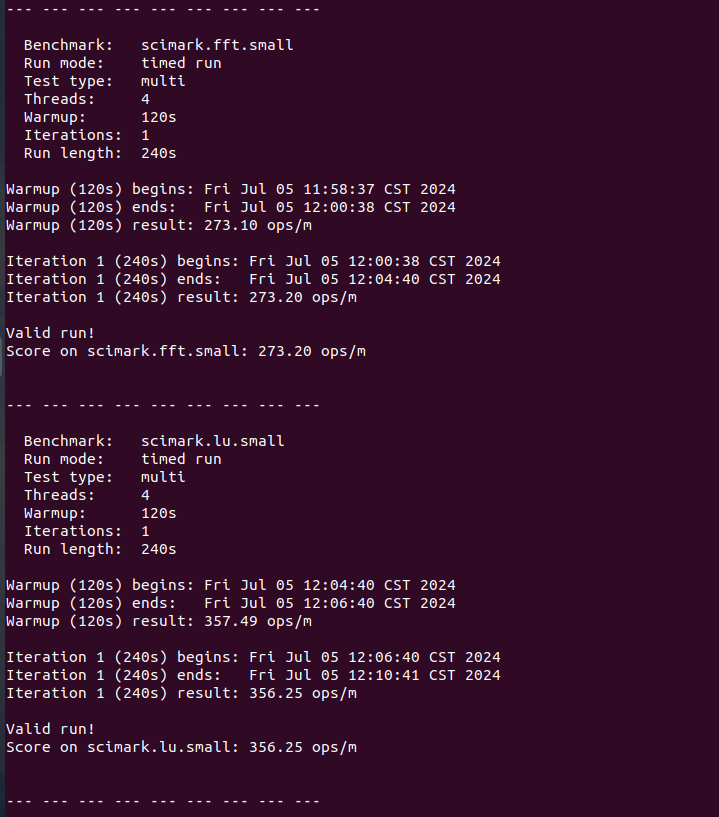 --- --- --- --- --- --- --- --- ---
Benchmark: scimark.fft.small
Run mode: timed run
Test type: multi
Threads: 4
Warmup: 120s
Iterations: 1
Run length: 240s
Warmup (120s) begins: Fri Jul 05 11:58:37 CST 2024
Warmup (120s) ends: Fri Jul 05 12:00:38 CST 2024
Warmup (120s) result: 273.10 ops/m
Iteration 1 (240s) begins: Fri Jul 05 12:00:38 CST 2024
Iteration 1 (240s) ends: Fri Jul 05 12:04:40 CST 2024
Iteration 1 (240s) result: 273.20 ops/m
Valid run!
Score on scimark.fft.small: 273.20 ops/m
--- --- --- --- --- --- --- --- ---
Benchmark: scimark.lu.small
Run mode: timed run
Test type: multi
Threads: 4
Warmup: 120s
Iterations: 1
Run length: 240s
Warmup (120s) begins: Fri Jul 05 12:04:40 CST 2024
Warmup (120s) ends: Fri Jul 05 12:06:40 CST 2024
Warmup (120s) result: 357.49 ops/m
Iteration 1 (240s) begins: Fri Jul 05 12:06:40 CST 2024
Iteration 1 (240s) ends: Fri Jul 05 12:10:41 CST 2024
Iteration 1 (240s) result: 356.25 ops/m
Valid run!
Score on scimark.lu.small: 356.25 ops/m
--- --- --- --- --- --- --- --- ---